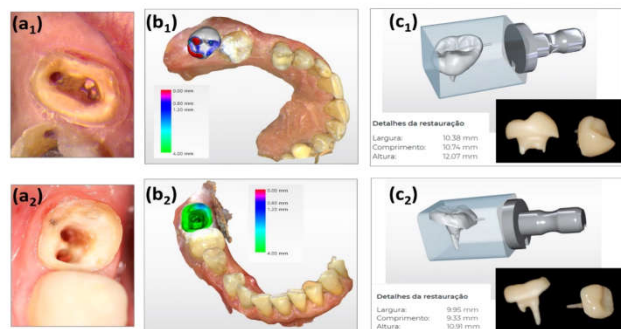 (a₁)
(b₁)
0.00 mm
0.80 mm
1.20 mm
4.00 mm
(c₁)
Detalhes da restauração
Largura: 10.38 mm
Comprimento: 10.74 mm
Altura: 12.07 mm
(a₂)
(b₂)
0.00 mm
0.80 mm
1.20 mm
4.00 mm
(c₂)
Detalhes da restauração
Largura: 9.95 mm
Comprimento: 9.33 mm
Altura: 10.91 mm